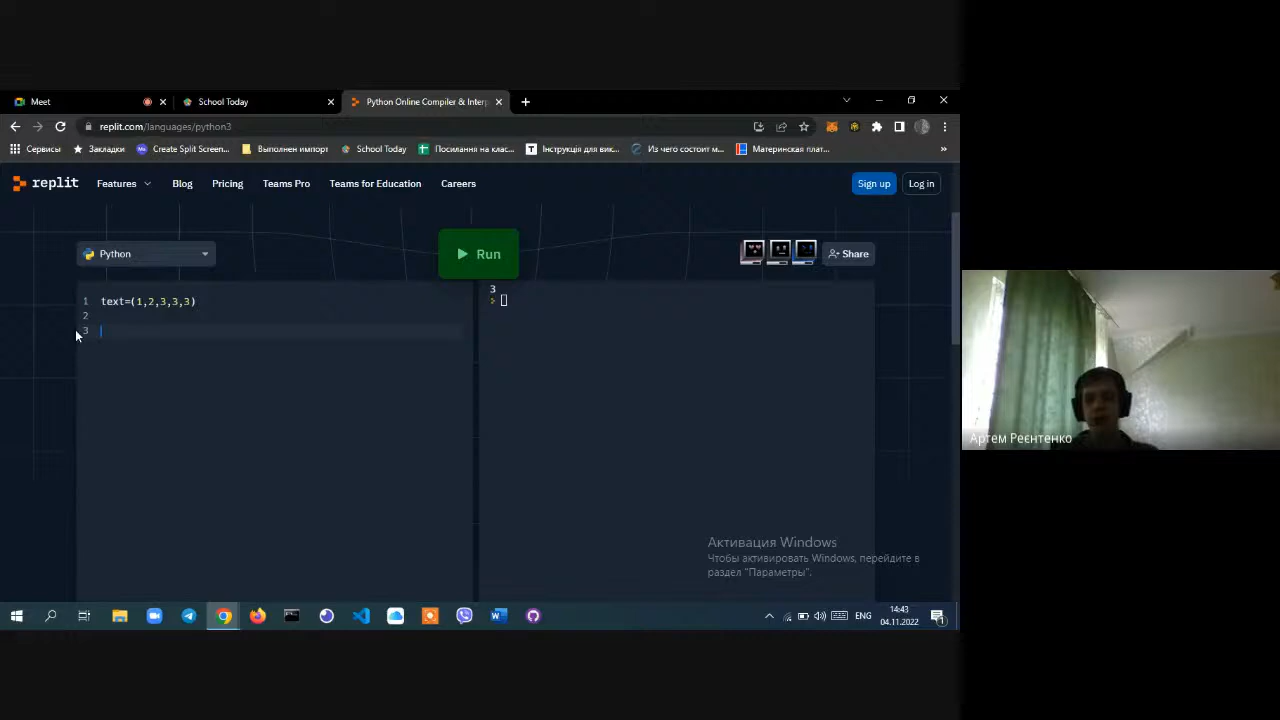 Meet
School Today
Python Online Compiler & Interp
replit.com/languages/python3
Сервисы
Закладки
Create Split Screen...
Выполнен импорт
School Today
Посилання на клас...
Інструкція для вик...
Из чего состоит м...
Материнская плат...
»
replit
Features
Blog
Pricing
Teams Pro
Teams for Education
Careers
Sign up
Log in
Python
Run
Share
1 text=(1,2,3,3,3)
2
3
3
Артем Реєнтенко
Активация Windows
Чтобы активировать Windows, перейдите в
раздел "Параметры".
ENG
14:43
04.11.2022
1